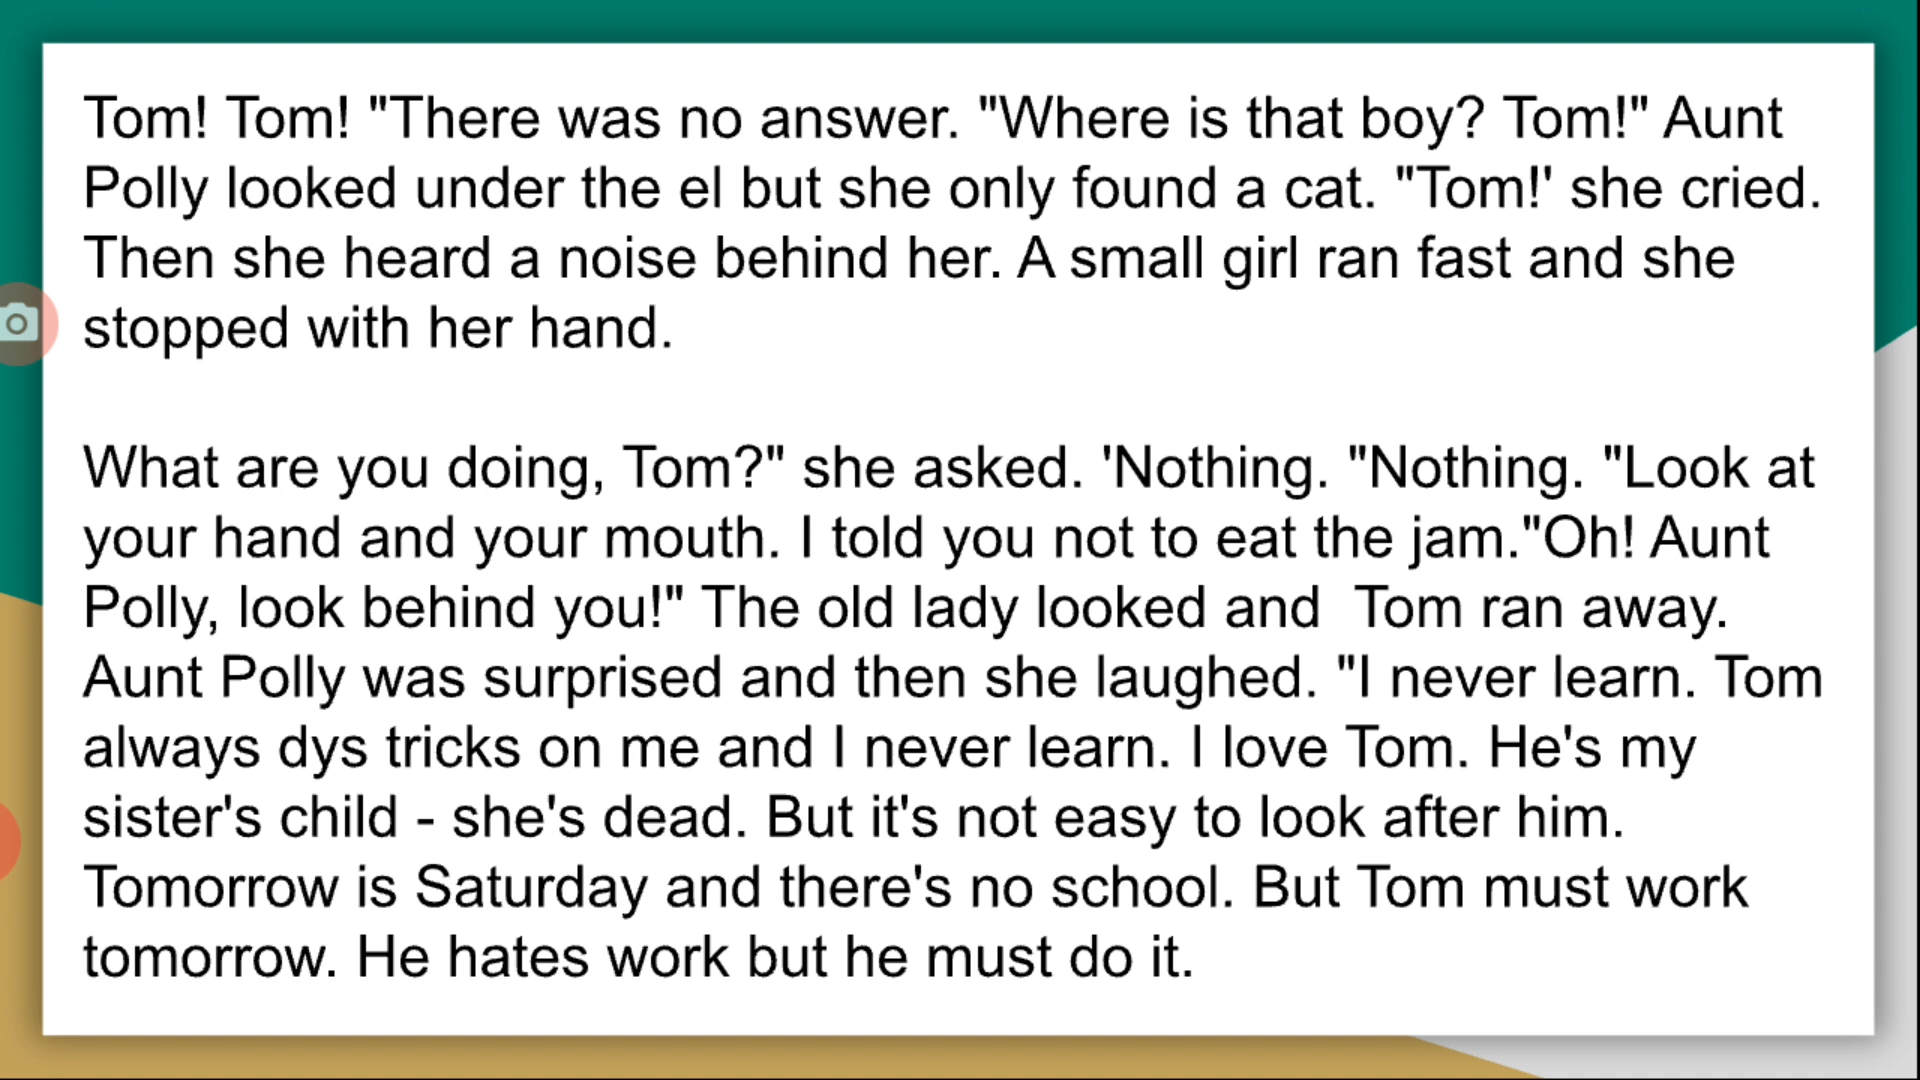 Tom! Tom! "There was no answer. "Where is that boy? Tom!" Aunt
Polly looked under the el but she only found a cat. "Tom!' she cried.
Then she heard a noise behind her. A small girl ran fast and she
stopped with her hand.
What are you doing, Tom?" she asked. 'Nothing. "Nothing. "Look at
your hand and your mouth. I told you not to eat the jam."Oh! Aunt
Polly, look behind you!" The old lady looked and  Tom ran away.
Aunt Polly was surprised and then she laughed. "I never learn. Tom
always dys tricks on me and I never learn. I love Tom. He's my
sister's child - she's dead. But it's not easy to look after him.
Tomorrow is Saturday and there's no school. But Tom must work
tomorrow. He hates work but he must do it.